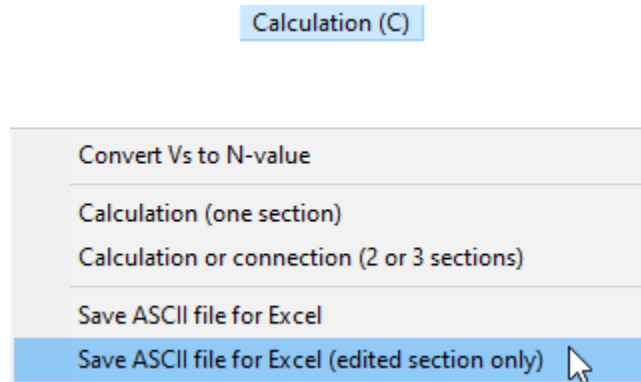 Calculation (C)
Convert Vs to N-value
Calculation (one section)
Calculation or connection (2 or 3 sections)
Save ASCII file for Excel
Save ASCII file for Excel (edited section only)